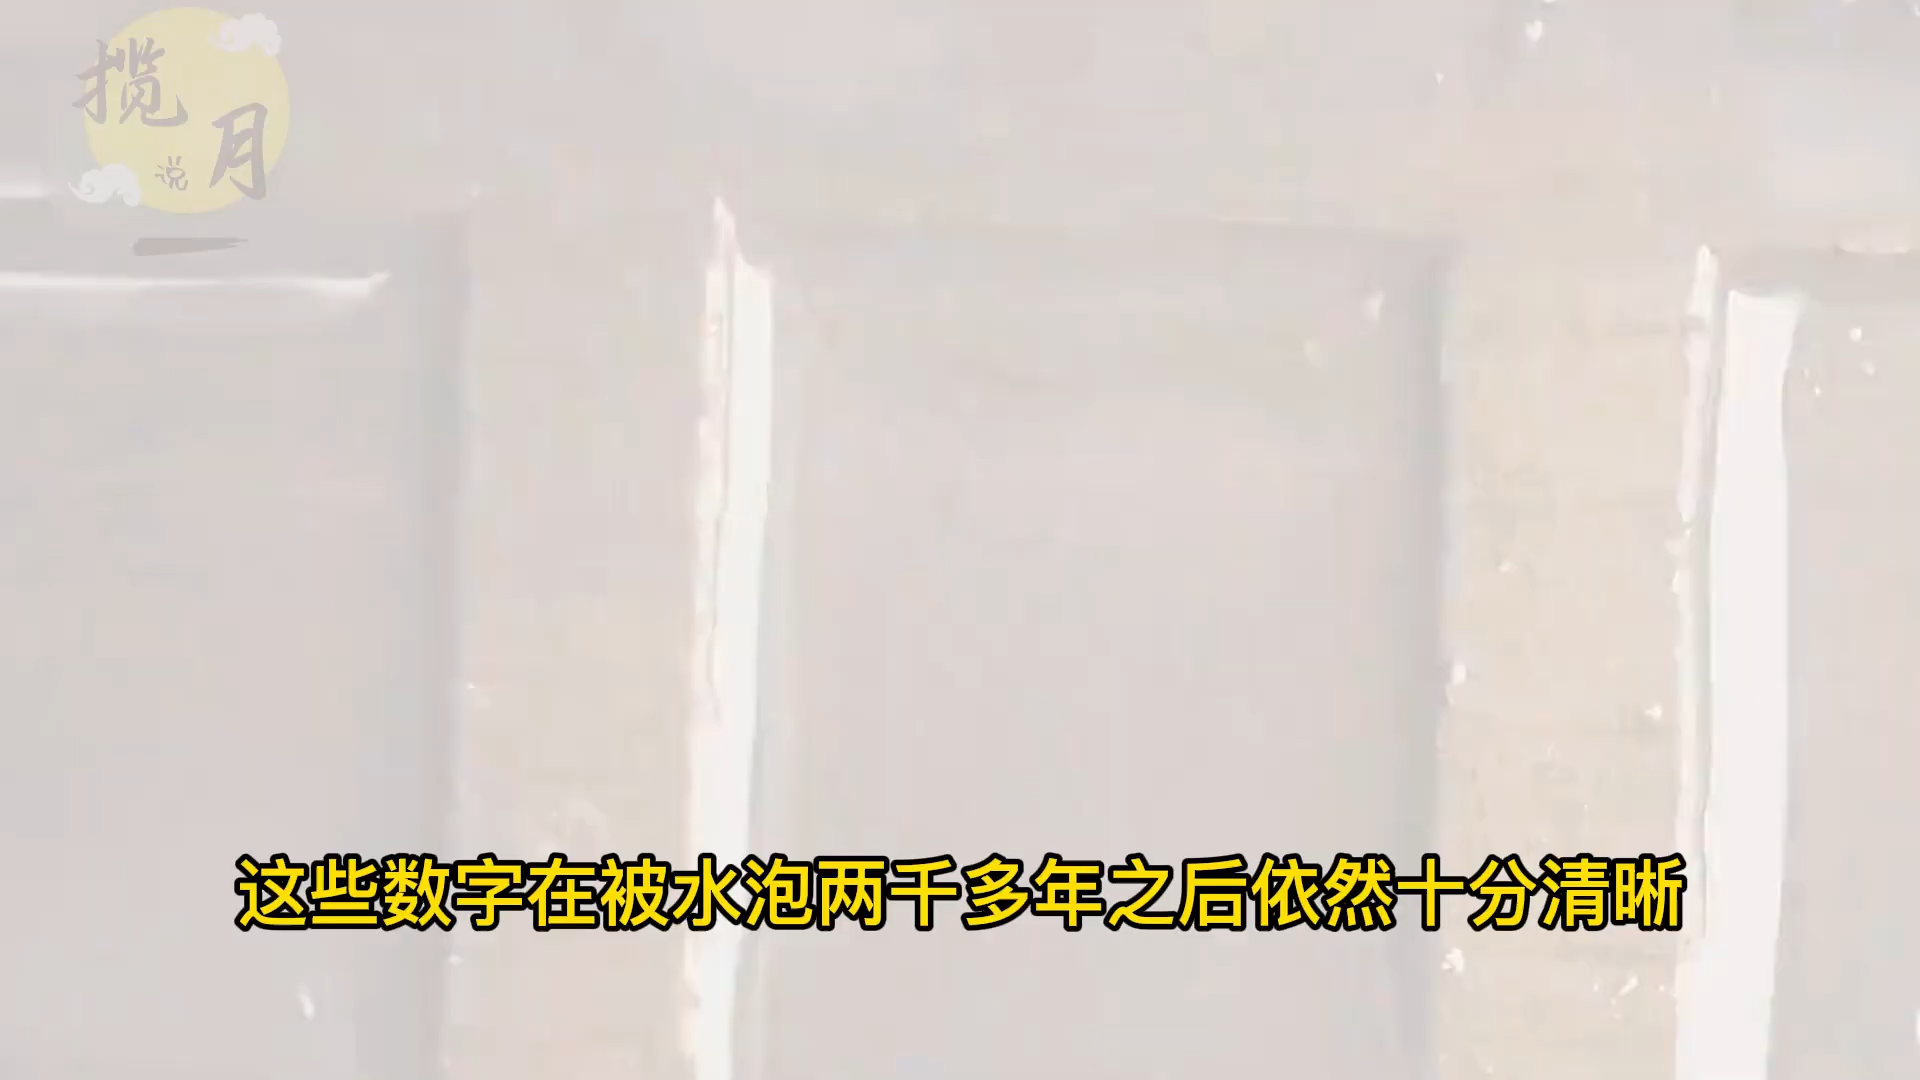 揽月
说
这些数字在被水泡两千多年之后依然十分清晰